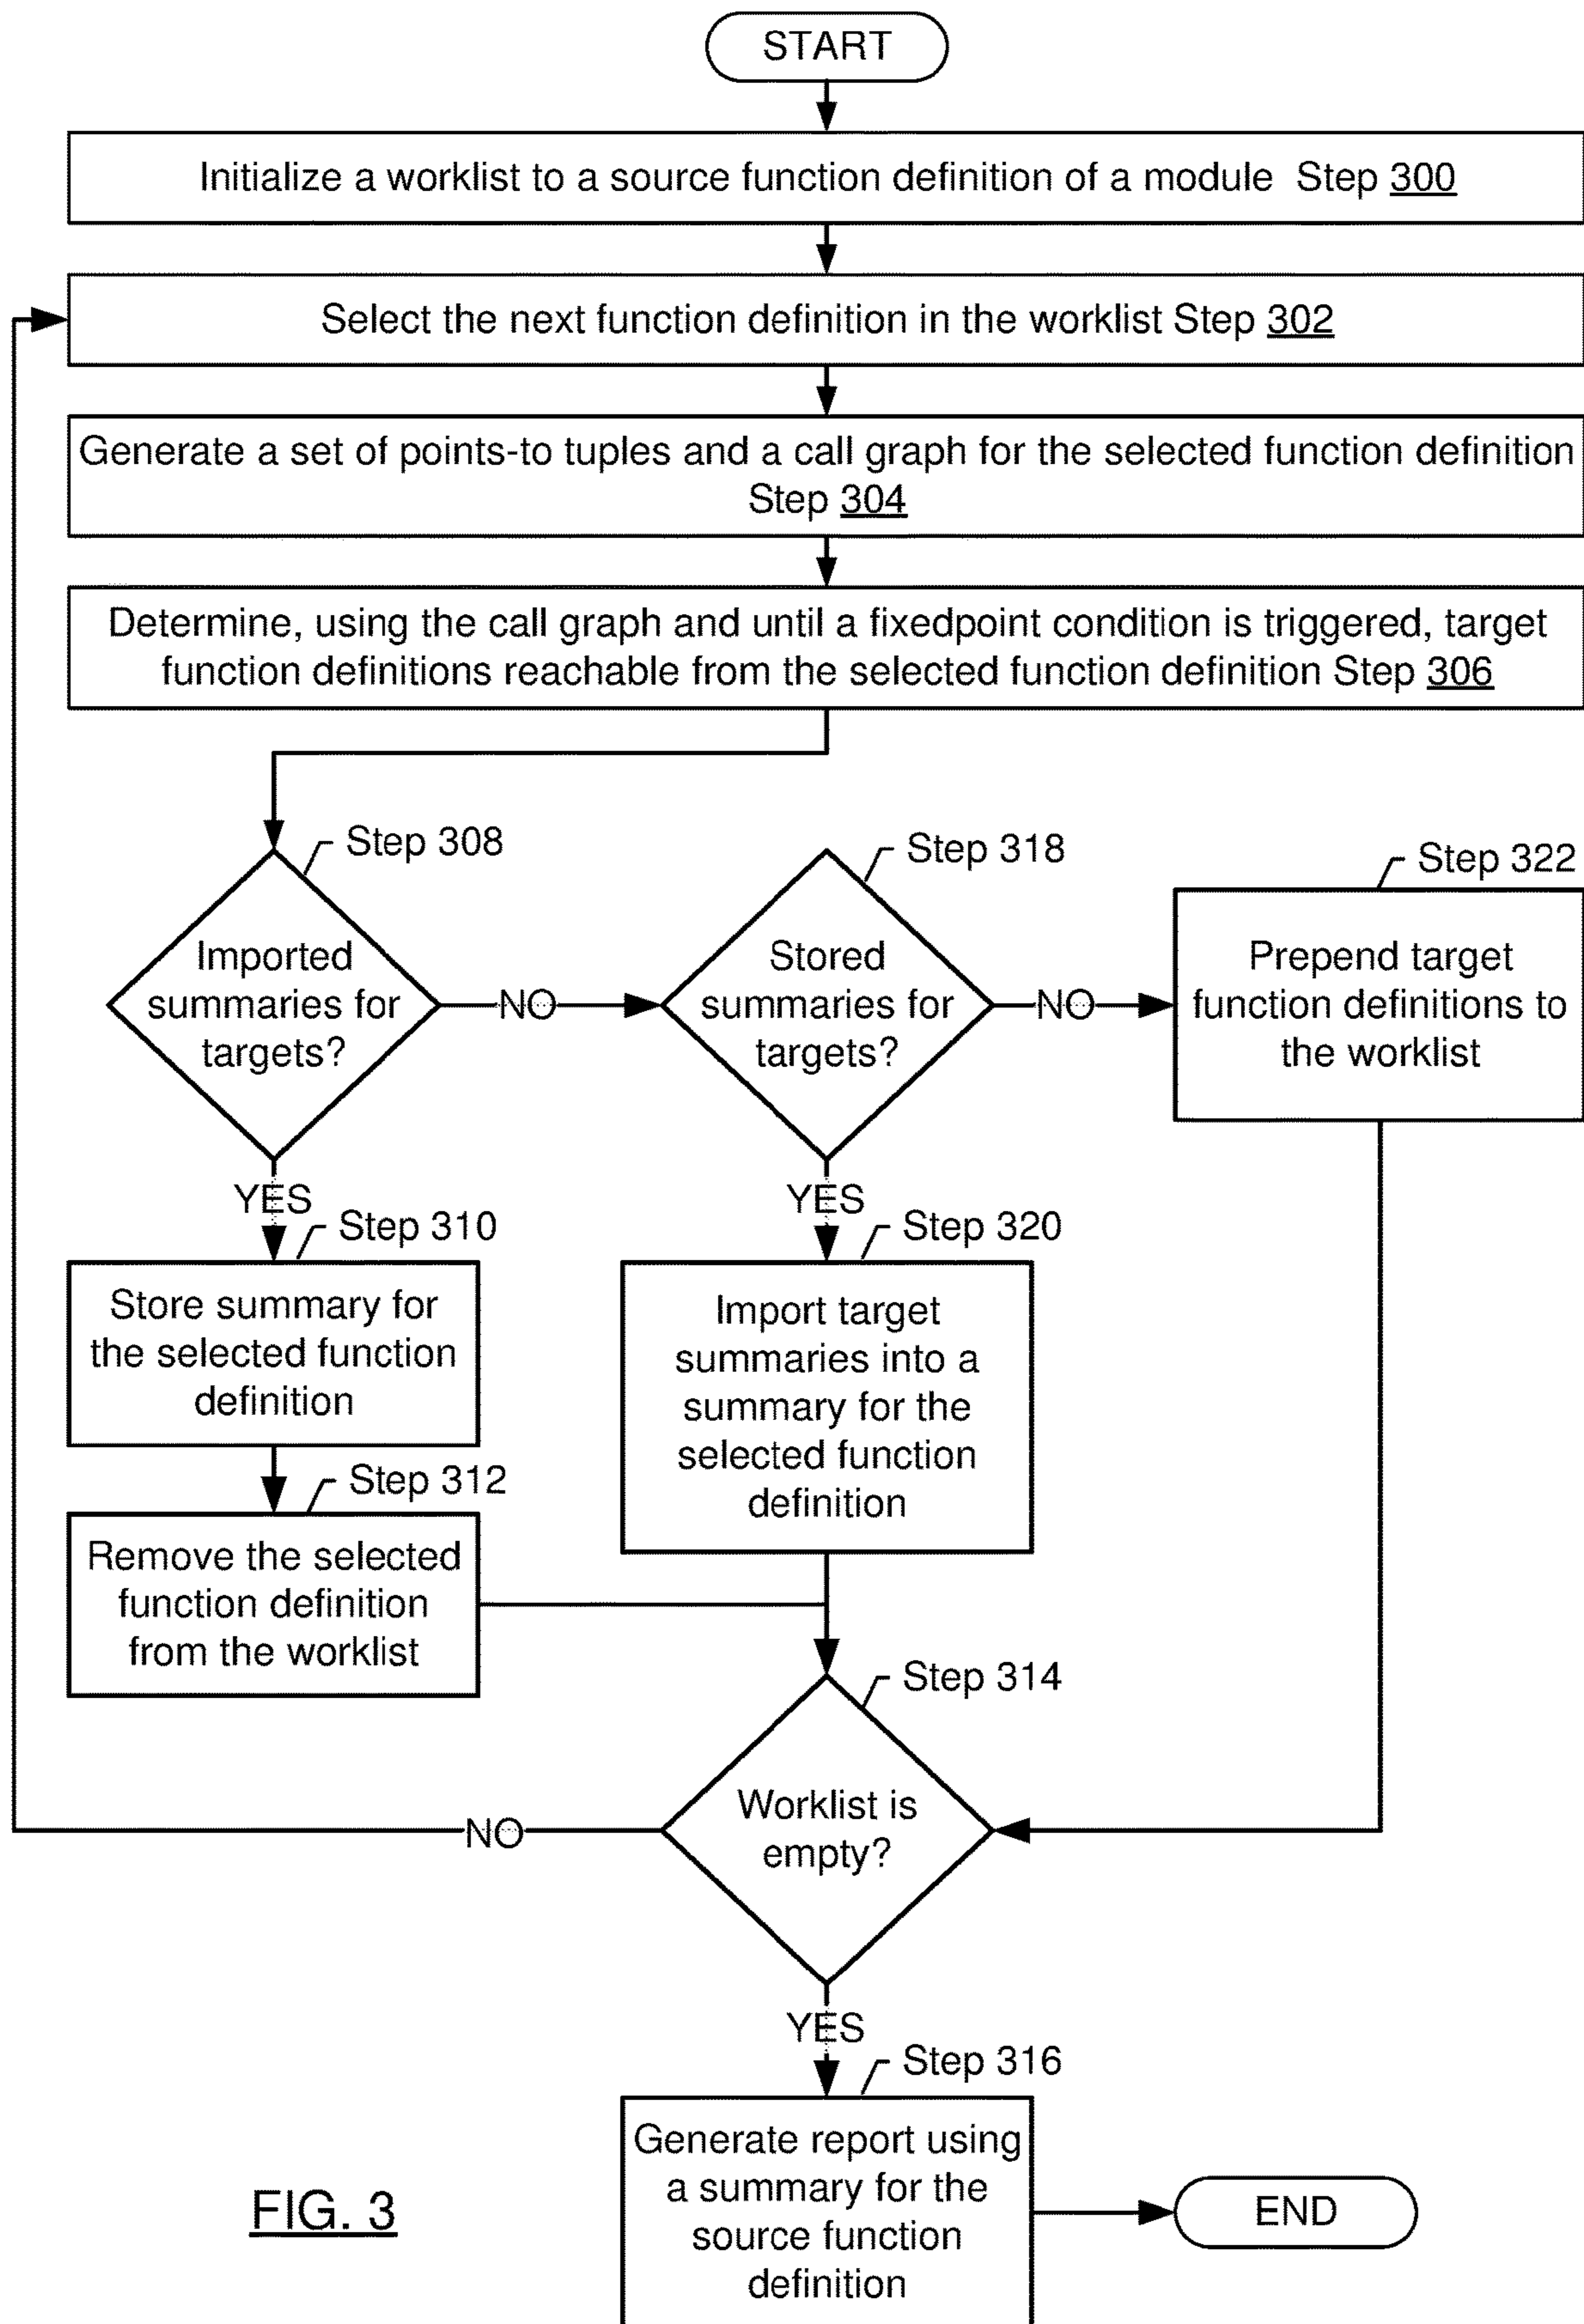 START
Initialize a worklist to a source function definition of a module  Step 300
Select the next function definition in the worklist Step 302
Generate a set of points-to tuples and a call graph for the selected function definition
Step 304
Determine, using the call graph and until a fixedpoint condition is triggered, target
function definitions reachable from the selected function definition Step 306
Step 308
Imported
summaries for
targets?
NO
Step 318
Stored
summaries for
targets?
NO
Step 322
Prepend target
function definitions to
the worklist
YES
Step 310
Store summary for
the selected function
definition
YES
Step 320
Import target
summaries into a
summary for the
selected function
definition
Step 312
Remove the selected
function definition
from the worklist
Step 314
Worklist is
empty?
NO
YES
Step 316
Generate report using
a summary for the
source function
definition
END
FIG. 3